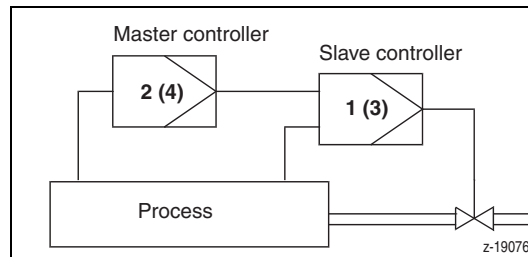 Master controller
Slave controller
2 (4)
1 (3)
Process
z-19076